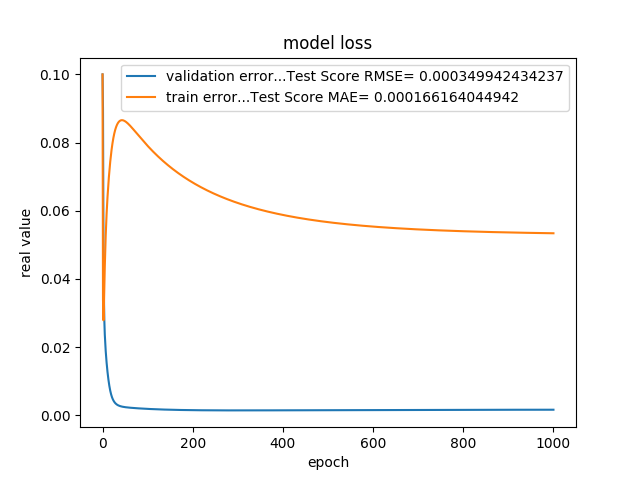 model loss
validation error...Test Score RMSE= 0.000349942434237
train error...Test Score MAE= 0.000166164044942
0.10
0.08
0.06
0.04
0.02
0.00
real value
0 200 400 600 800 1000
epoch